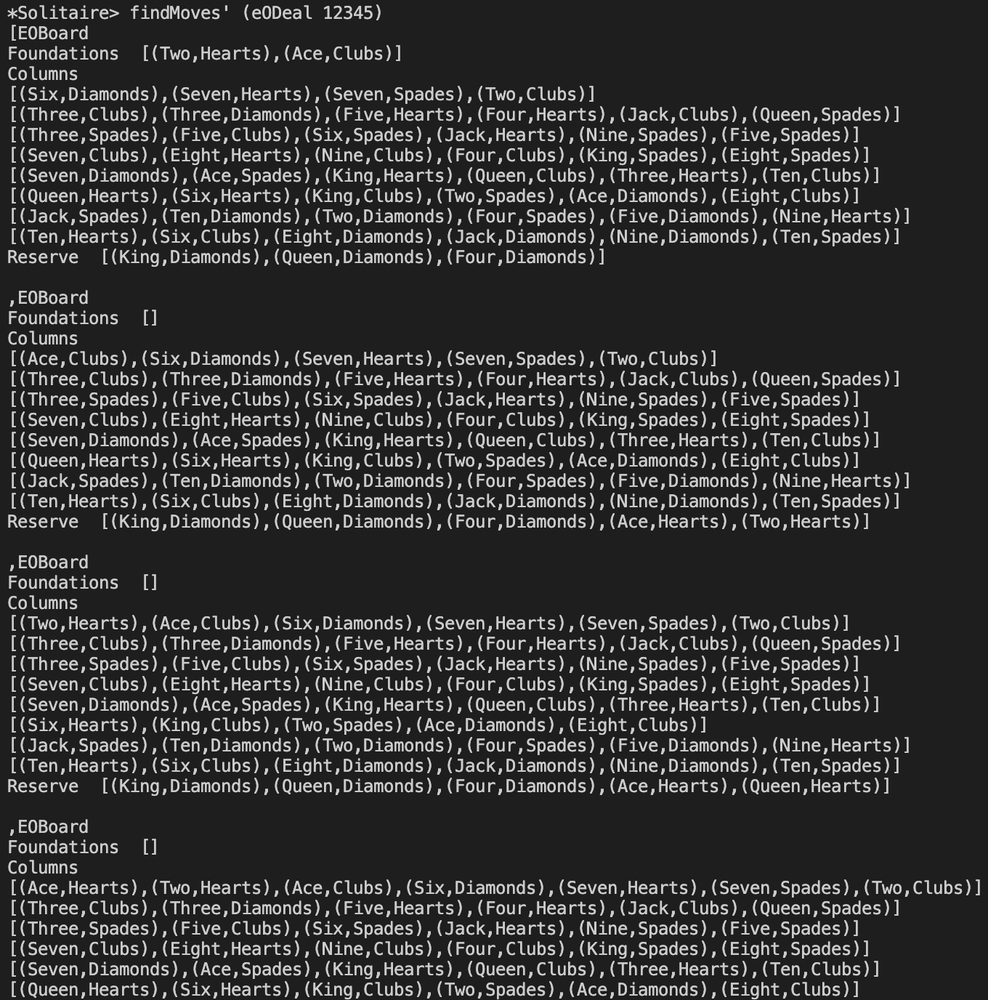 *Solitaire> findMoves' (eODeal 12345)
[EOBoard
Foundations  [(Two,Hearts),(Ace,Clubs)]
Columns
[(Six,Diamonds),(Seven,Hearts),(Seven,Spades),(Two,Clubs)]
[(Three,Clubs),(Three,Diamonds),(Five,Hearts),(Four,Hearts),(Jack,Clubs),(Queen,Spades)]
[(Three,Spades),(Five,Clubs),(Six,Spades),(Jack,Hearts),(Nine,Spades),(Five,Spades)]
[(Seven,Clubs),(Eight,Hearts),(Nine,Clubs),(Four,Clubs),(King,Spades),(Eight,Spades)]
[(Seven,Diamonds),(Ace,Spades),(King,Hearts),(Queen,Clubs),(Three,Hearts),(Ten,Clubs)]
[(Queen,Hearts),(Six,Hearts),(King,Clubs),(Two,Spades),(Ace,Diamonds),(Eight,Clubs)]
[(Jack,Spades),(Ten,Diamonds),(Two,Diamonds),(Four,Spades),(Five,Diamonds),(Nine,Hearts)]
[(Ten,Hearts),(Six,Clubs),(Eight,Diamonds),(Jack,Diamonds),(Nine,Diamonds),(Ten,Spades)]
Reserve  [(King,Diamonds),(Queen,Diamonds),(Four,Diamonds)]
,EOBoard
Foundations  []
Columns
[(Ace,Clubs),(Six,Diamonds),(Seven,Hearts),(Seven,Spades),(Two,Clubs)]
[(Three,Clubs),(Three,Diamonds),(Five,Hearts),(Four,Hearts),(Jack,Clubs),(Queen,Spades)]
[(Three,Spades),(Five,Clubs),(Six,Spades),(Jack,Hearts),(Nine,Spades),(Five,Spades)]
[(Seven,Clubs),(Eight,Hearts),(Nine,Clubs),(Four,Clubs),(King,Spades),(Eight,Spades)]
[(Seven,Diamonds),(Ace,Spades),(King,Hearts),(Queen,Clubs),(Three,Hearts),(Ten,Clubs)]
[(Queen,Hearts),(Six,Hearts),(King,Clubs),(Two,Spades),(Ace,Diamonds),(Eight,Clubs)]
[(Jack,Spades),(Ten,Diamonds),(Two,Diamonds),(Four,Spades),(Five,Diamonds),(Nine,Hearts)]
[(Ten,Hearts),(Six,Clubs),(Eight,Diamonds),(Jack,Diamonds),(Nine,Diamonds),(Ten,Spades)]
Reserve  [(King,Diamonds),(Queen,Diamonds),(Four,Diamonds),(Ace,Hearts),(Two,Hearts)]
,EOBoard
Foundations  []
Columns
[(Two,Hearts),(Ace,Clubs),(Six,Diamonds),(Seven,Hearts),(Seven,Spades),(Two,Clubs)]
[(Three,Clubs),(Three,Diamonds),(Five,Hearts),(Four,Hearts),(Jack,Clubs),(Queen,Spades)]
[(Three,Spades),(Five,Clubs),(Six,Spades),(Jack,Hearts),(Nine,Spades),(Five,Spades)]
[(Seven,Clubs),(Eight,Hearts),(Nine,Clubs),(Four,Clubs),(King,Spades),(Eight,Spades)]
[(Seven,Diamonds),(Ace,Spades),(King,Hearts),(Queen,Clubs),(Three,Hearts),(Ten,Clubs)]
[(Six,Hearts),(King,Clubs),(Two,Spades),(Ace,Diamonds),(Eight,Clubs)]
[(Jack,Spades),(Ten,Diamonds),(Two,Diamonds),(Four,Spades),(Five,Diamonds),(Nine,Hearts)]
[(Ten,Hearts),(Six,Clubs),(Eight,Diamonds),(Jack,Diamonds),(Nine,Diamonds),(Ten,Spades)]
Reserve  [(King,Diamonds),(Queen,Diamonds),(Four,Diamonds),(Ace,Hearts),(Queen,Hearts)]
,EOBoard
Foundations  []
Columns
[(Ace,Hearts),(Two,Hearts),(Ace,Clubs),(Six,Diamonds),(Seven,Hearts),(Seven,Spades),(Two,Clubs)]
[(Three,Clubs),(Three,Diamonds),(Five,Hearts),(Four,Hearts),(Jack,Clubs),(Queen,Spades)]
[(Three,Spades),(Five,Clubs),(Six,Spades),(Jack,Hearts),(Nine,Spades),(Five,Spades)]
[(Seven,Clubs),(Eight,Hearts),(Nine,Clubs),(Four,Clubs),(King,Spades),(Eight,Spades)]
[(Seven,Diamonds),(Ace,Spades),(King,Hearts),(Queen,Clubs),(Three,Hearts),(Ten,Clubs)]
[(Queen,Hearts),(Six,Hearts),(King,Clubs),(Two,Spades),(Ace,Diamonds),(Eight,Clubs)]